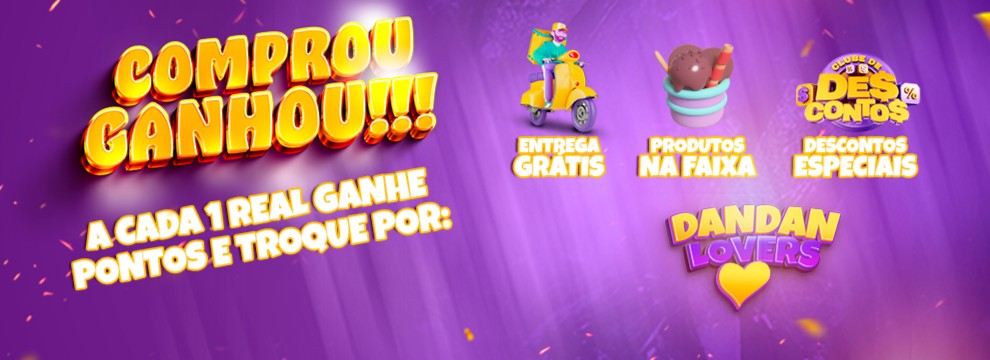 COMPROU
GANHOU!!!
A CADA 1 REAL GANHE
PONTOS E TROQUE POR:
ENTREGA
GRÁTIS
PRODUTOS
NA FAIXA
CLUBE DE
DES
CONTOS
$ %
DESCONTOS
ESPECIAIS
DANDAN
LOVERS